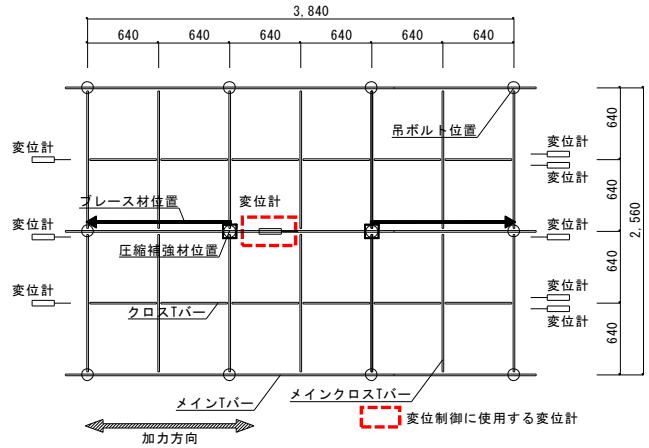 3,840
640 640 640 640 640 640
吊ボルト位置
変位計
変位計
変位計
640
640
640
640
2,560
ブレース材位置
変位計
変位計
変位計
圧縮補強材位置
変位計
クロスTバー
変位計
変位計
メインTバー
メインクロスTバー
加力方向
変位制御に使用する変位計